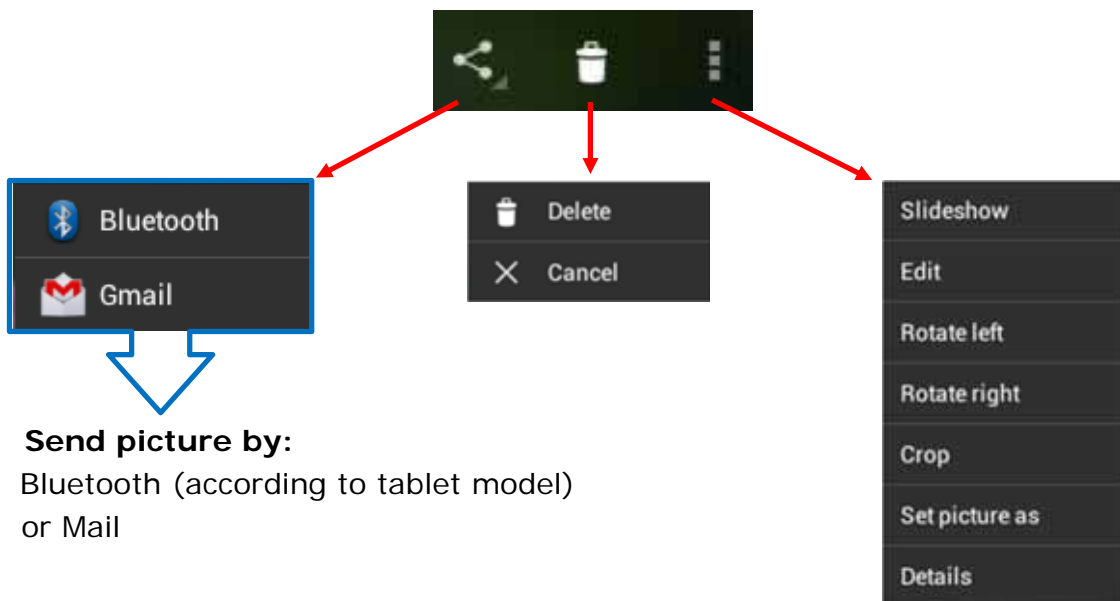 Bluetooth
Gmail
Send picture by:
Bluetooth (according to tablet model)
or Mail
Delete
Cancel
Slideshow
Edit
Rotate left
Rotate right
Crop
Set picture as
Details